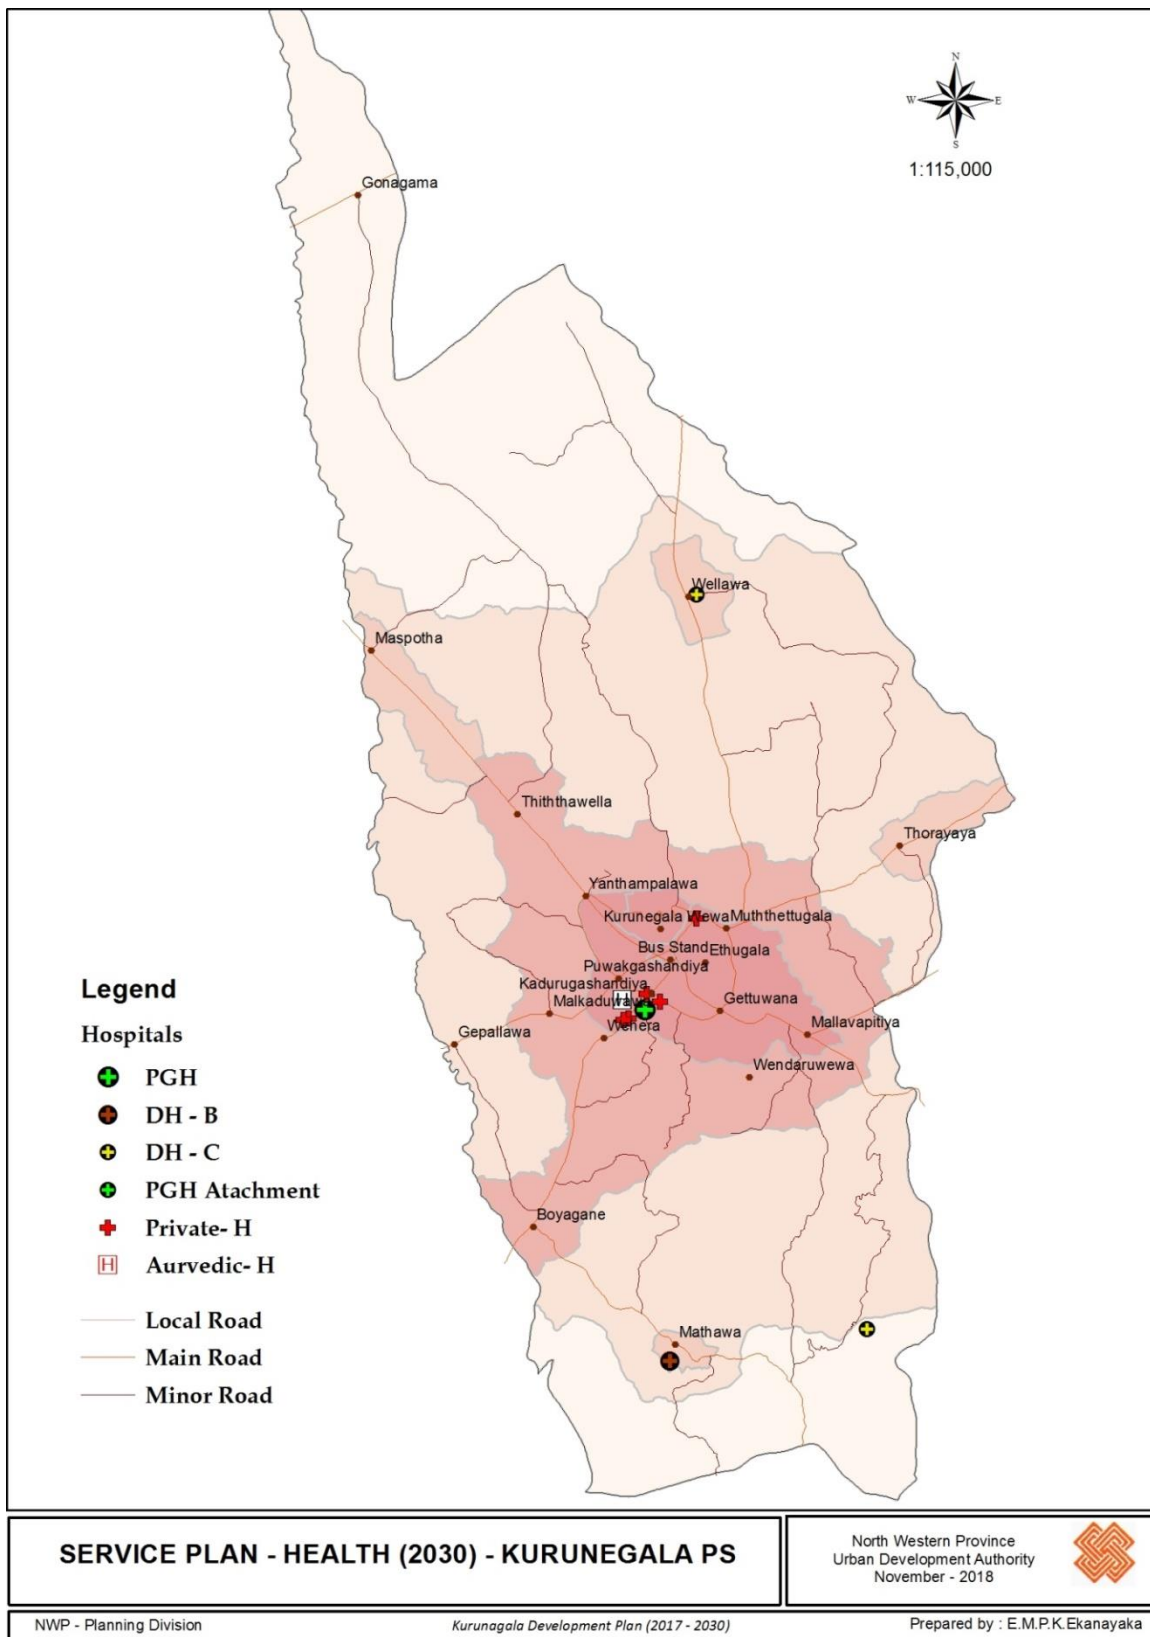 N
W
E
S
1:115,000
Gonagama
Wellawa
Maspotha
Thiththawella
Thorayaya
Yanthampalawa
Kurunegala Wewa
Muththettugala
Bus Stand
Ethugala
Puwakgashandiya
Kadurugashandiya
H
Malkaduwawa
Gettuwana
Mallavapitiya
Wehera
Gepallawa
Wendaruwewa
Boyagane
Mathawa
Legend
Hospitals
PGH
DH - B
DH - C
PGH Atachment
Private- H
H Aurvedic- H
Local Road
Main Road
Minor Road
SERVICE PLAN - HEALTH (2030) - KURUNEGALA PS
North Western Province
Urban Development Authority
November - 2018
NWP - Planning Division
Kurunagala Development Plan (2017 - 2030)
Prepared by : E.M.P.K.Ekanayaka